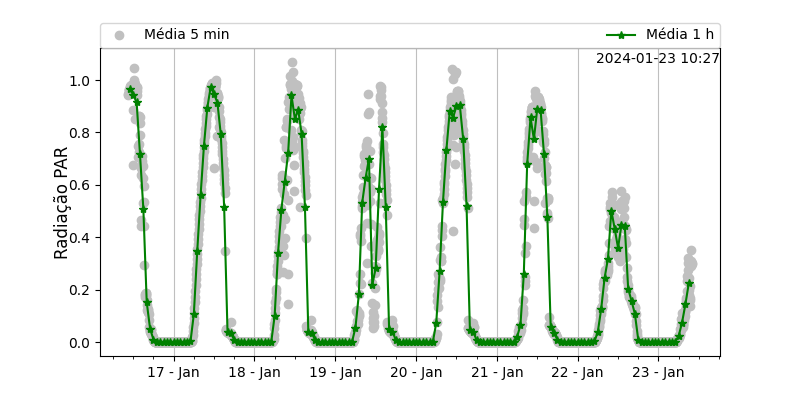 Média 5 min
Média 1 h
2024-01-23 10:27
Radiação PAR
1.0
0.8
0.6
0.4
0.2
0.0
17 - Jan
18 - Jan
19 - Jan
20 - Jan
21 - Jan
22 - Jan
23 - Jan